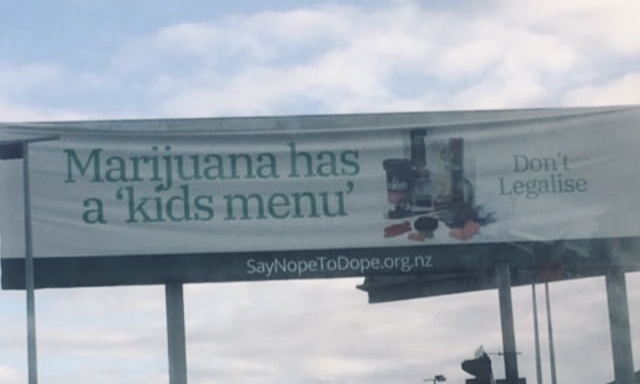 Marijuana has
a 'kids menu'
Don't
Legalise
SayNopeToDope.org.nz